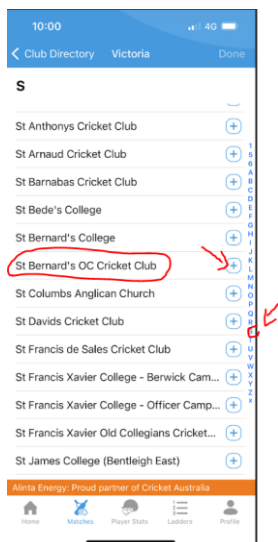 10:00
4G
Club Directory
Victoria
Done
S
St Anthonys Cricket Club
St Arnaud Cricket Club
St Barnabas Cricket Club
St Bede's College
St Bernard's College
St Bernard's OC Cricket Club
St Columbs Anglican Church
St Davids Cricket Club
St Francis de Sales Cricket Club
St Francis Xavier College - Berwick Cam...
St Francis Xavier College - Officer Camp...
St Francis Xavier Old Collegians Cricket...
St James College (Bentleigh East)
1
5
6
A
B
C
D
E
F
G
H
I
J
K
L
M
N
O
P
Q
R
T
U
V
W
X
Y
Z
Alinta Energy: Proud partner of Cricket Australia
Home
Matches
Player Stats
Ladders
Profile